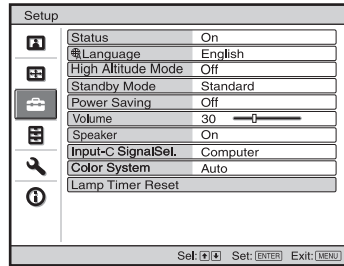 Setup
Status On
Language English
High Altitude Mode Off
Standby Mode Standard
Power Saving Off
Volume 30
Speaker On
Input-C SignalSel. Computer
Color System Auto
Lamp Timer Reset
Sel: Set: ENTER Exit: MENU